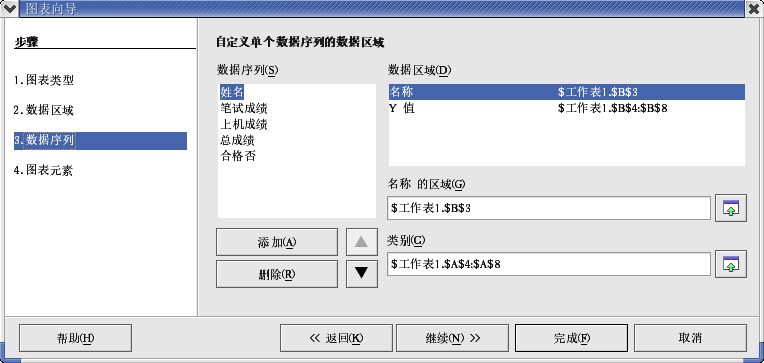 图表向导
步骤
1.图表类型
2.数据区域
3.数据序列
4.图表元素
自定义单个数据序列的数据区域
数据序列(S)
姓名
笔试成绩
上机成绩
总成绩
合格否
添加(A)
删除(R)
数据区域(D)
名称 $工作表1.$B$3
Y 值 $工作表1.$B$4:$B$8
名称 的区域(G)
$工作表1.$B$3
类别(C)
$工作表1.$A$4:$A$8
帮助(H)
<< 返回(K)
继续(N) >>
完成(F)
取消